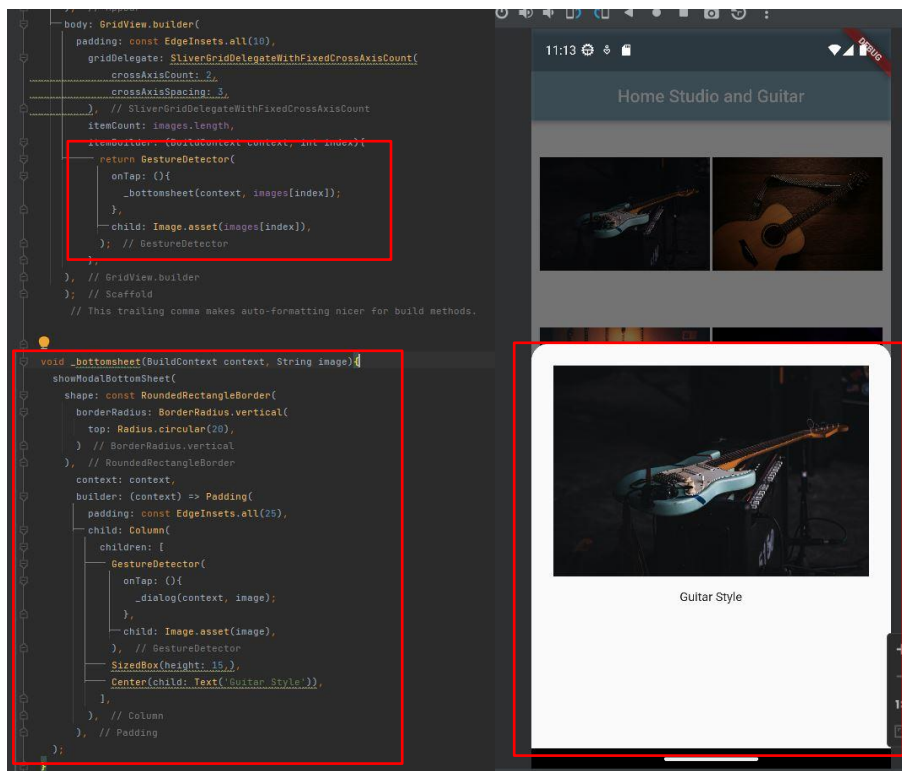 ), // AppBar
body: GridView.builder(
padding: const EdgeInsets.all(10),
gridDelegate: SliverGridDelegateWithFixedCrossAxisCount(
crossAxisCount: 2,
crossAxisSpacing: 3,
), // SliverGridDelegateWithFixedCrossAxisCount
itemCount: images.length,
itemBuilder: (BuildContext context, int index){
return GestureDetector(
onTap: (){
_bottomsheet(context, images[index]);
},
child: Image.asset(images[index]),
); // GestureDetector
},
), // GridView.builder
); // Scaffold
// This trailing comma makes auto-formatting nicer for build methods.
void _bottomsheet(BuildContext context, String image){
showModalBottomSheet(
shape: const RoundedRectangleBorder(
borderRadius: BorderRadius.vertical(
top: Radius.circular(20),
) // BorderRadius.vertical
), // RoundedRectangleBorder
context: context,
builder: (context) => Padding(
padding: const EdgeInsets.all(25),
child: Column(
children: [
GestureDetector(
onTap: (){
_dialog(context, image);
},
child: Image.asset(image),
), // GestureDetector
SizedBox(height: 15,),
Center(child: Text('Guitar Style')),
],
), // Column
), // Padding
);
}
11:13
DEBUG
Home Studio and Guitar
Guitar Style